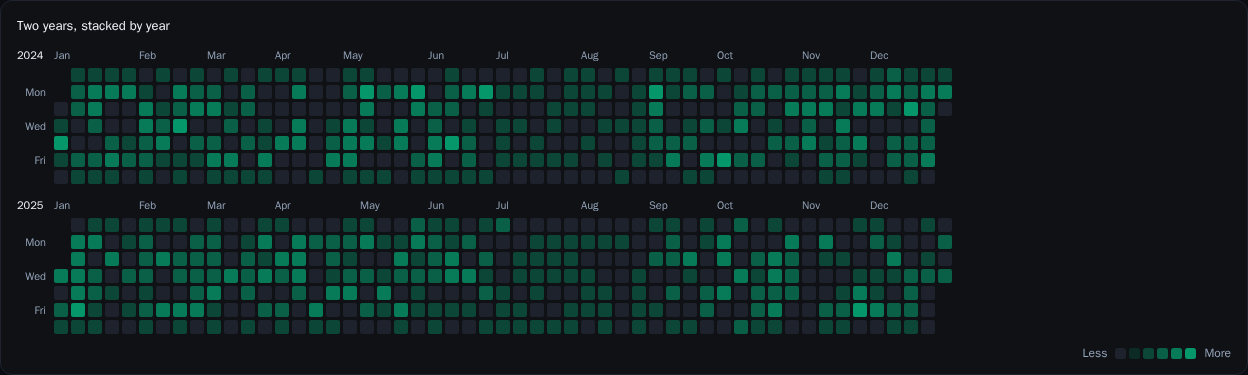 Two years, stacked by year
2024 Jan Feb Mar Apr May Jun Jul Aug Sep Oct Nov Dec
Mon
Wed
Fri
2025 Jan Feb Mar Apr May Jun Jul Aug Sep Oct Nov Dec
Mon
Wed
Fri
Less More